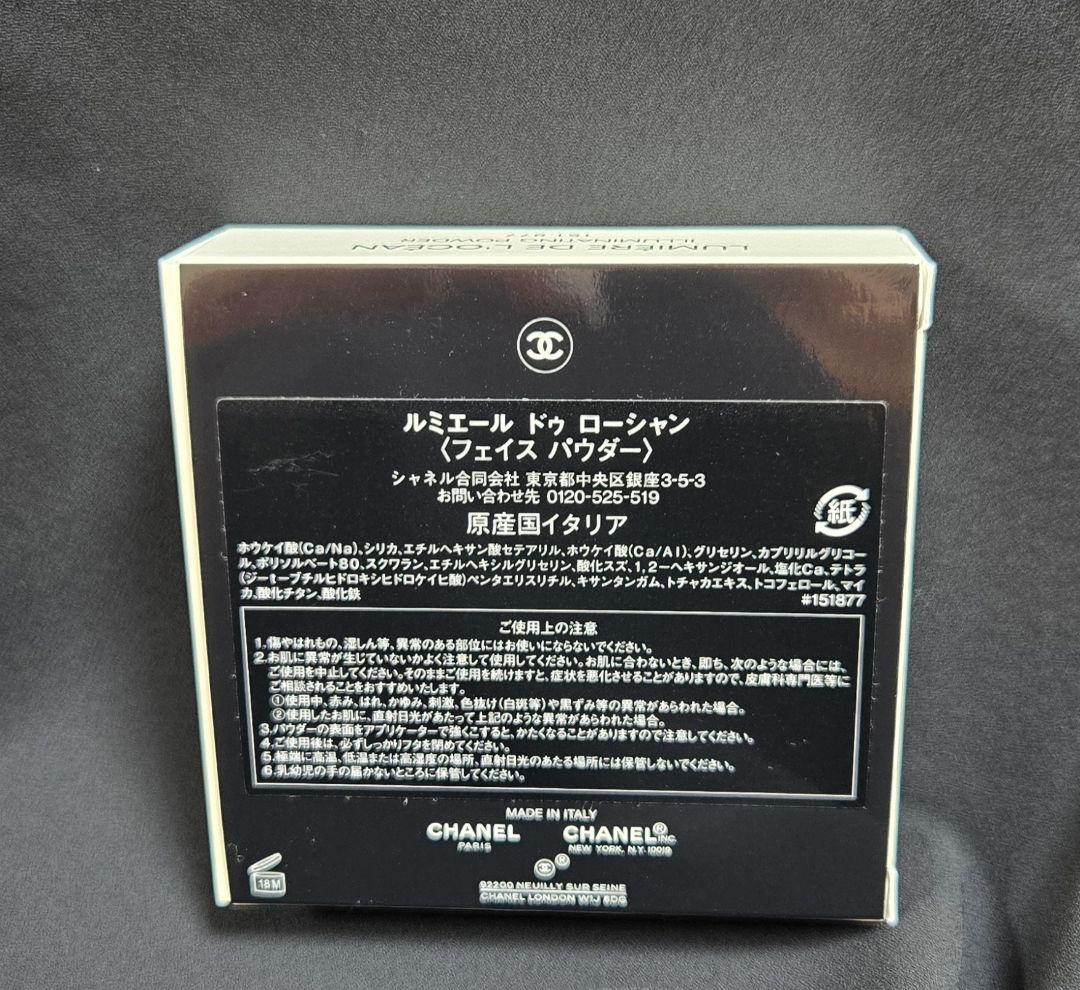 LUMIÈRE DE L'OCÉAN
ILLUMINATING POWDER
151.877
ルミエール ドゥ ローシャン
〈フェイス パウダー〉
シャネル合同会社 東京都中央区銀座3-5-3
お問い合わせ先 0120-525-519
原産国イタリア
紙
ホウケイ酸(Ca/Na)、シリカ、エチルヘキサン酸セテアリル、ホウケイ酸(Ca/Al)、グリセリン、カプリリルグリコー
ル、ポリソルベート80、スクワラン、エチルヘキシルグリセリン、酸化スズ、1,2-ヘキサンジオール、塩化Ca、テトラ
(ジ-t-ブチルヒドロキシヒドロケイヒ酸)ペンタエリスリチル、キサンタンガム、トチャカエキス、トコフェロール、マイ
カ、酸化チタン、酸化鉄
#151877
ご使用上の注意
1.傷やはれもの、湿しん等、異常のある部位にはお使いにならないでください。
2.お肌に異常が生じていないかよく注意して使用してください。お肌に合わないとき、即ち、次のような場合には、
ご使用を中止してください。そのままご使用を続けますと、症状を悪化させることがありますので、皮膚科専門医等に
ご相談されることをおすすめいたします。
①使用中、赤み、はれ、かゆみ、刺激、色抜け(白斑等)や黒ずみ等の異常があらわれた場合。
②使用したお肌に、直射日光があたって上記のような異常があらわれた場合。
3.パウダーの表面をアプリケーターで強くこすると、かたくなることがありますので注意してください。
4.ご使用後は、必ずしっかりフタを閉めてください。
5.極端に高温、低温または高湿度の場所、直射日光のあたる場所には保管しないでください。
6.乳幼児の手の届かないところに保管してください。
MADE IN ITALY
CHANEL
PARIS
CHANEL® INC.
NEW YORK, N.Y. 10019
®
18M
92200 NEUILLY SUR SEINE
CHANEL LONDON W1J 6DG